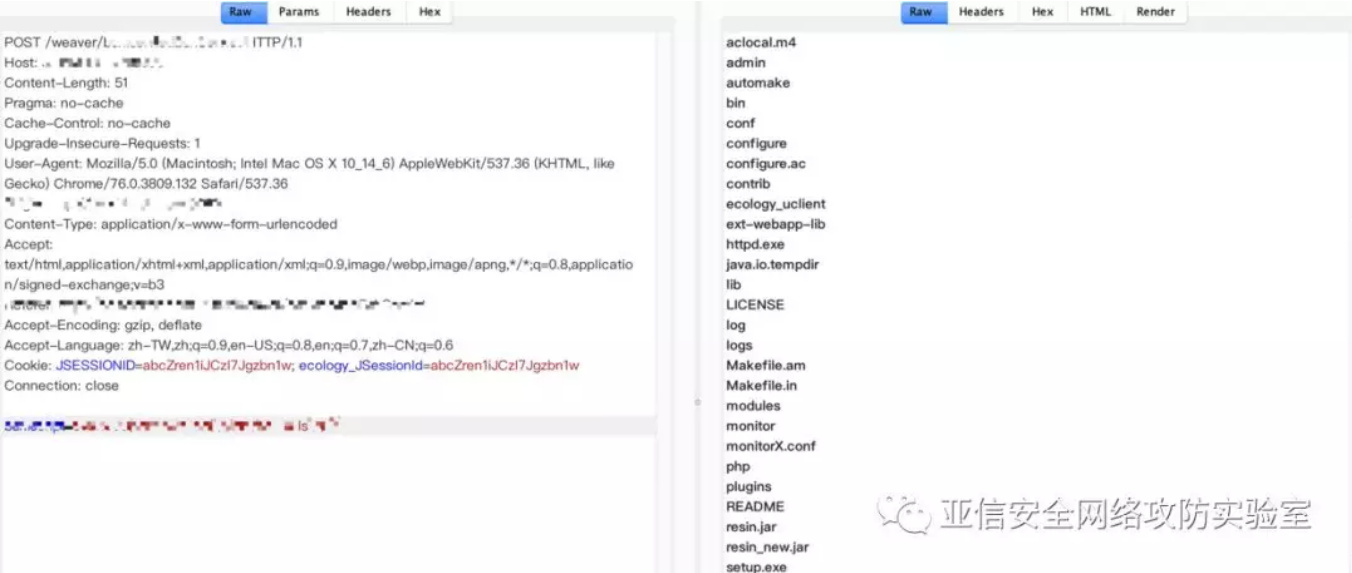 Raw Params Headers Hex
POST /weaver/
Host:
Content-Length: 51
Pragma: no-cache
Cache-Control: no-cache
Upgrade-Insecure-Requests: 1
User-Agent: Mozilla/5.0 (Macintosh; Intel Mac OS X 10_14_6) AppleWebKit/537.36 (KHTML, like
Gecko) Chrome/76.0.3809.132 Safari/537.36
Content-Type: application/x-www-form-urlencoded
Accept:
text/html,application/xhtml+xml,application/xml;q=0.9,image/webp,image/apng,*/*;q=0.8,applicatio
n/signed-exchange;v=b3
Accept-Encoding: gzip, deflate
Accept-Language: zh-TW,zh;q=0.9,en-US;q=0.8,en;q=0.7,zh-CN;q=0.6
Cookie: JSESSIONID=abcZren1iJCzI7Jgzbn1w; ecology_JSessionId=abcZren1iJCzI7Jgzbn1w
Connection: close
Raw Headers Hex HTML Render
aclocal.m4
admin
automake
bin
conf
configure
configure.ac
contrib
ecology_uclient
ext-webapp-lib
httpd.exe
java.io.tempdir
lib
LICENSE
log
logs
Makefile.am
Makefile.in
modules
monitor
monitorX.conf
php
plugins
README
resin.jar
resin_new.jar
setup.exe
亚信安全网络攻防实验室